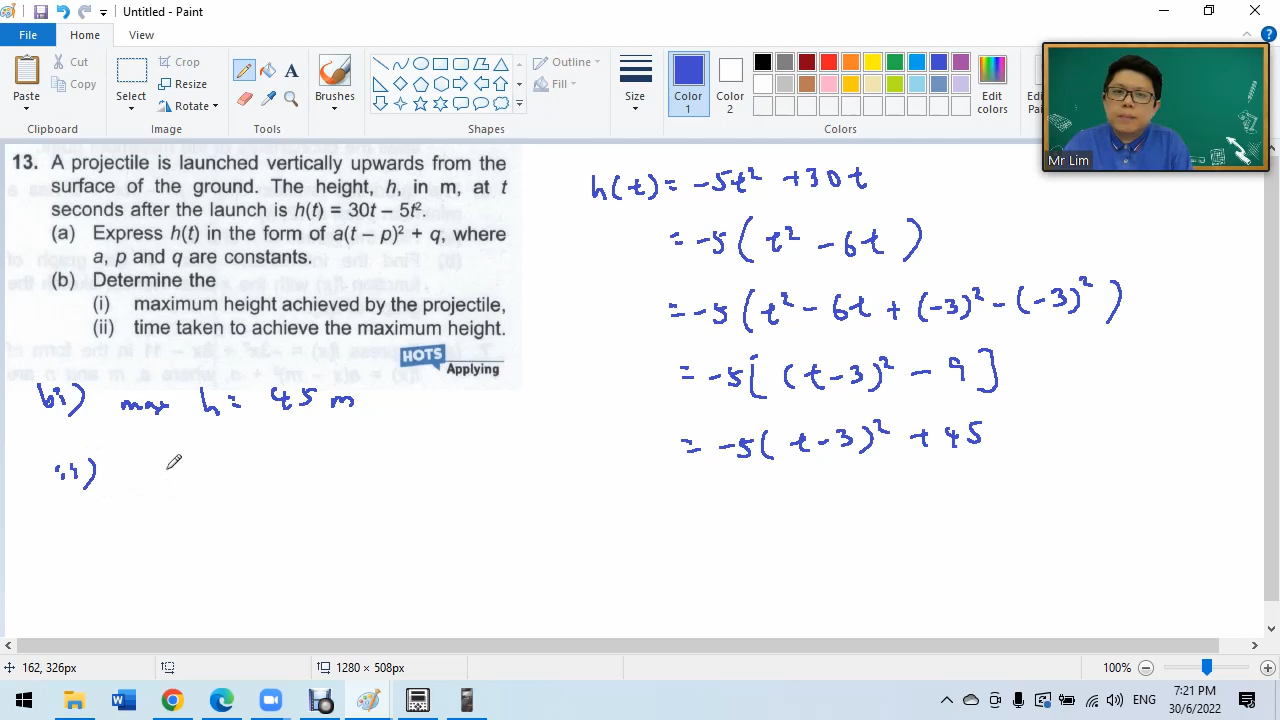 Untitled - Paint
File Home View
Paste
Cut
Copy
Clipboard
Select
Crop
Resize
Rotate
Image
Tools
Brushes
Shapes
Outline
Fill
Size
Color 1
Color 2
Edit colors
Colors
Mr Lim
13. A projectile is launched vertically upwards from the
surface of the ground. The height, h, in m, at t
seconds after the launch is h(t) = 30t – 5t².
(a) Express h(t) in the form of a(t – p)² + q, where
a, p and q are constants.
(b) Determine the
(i) maximum height achieved by the projectile,
(ii) time taken to achieve the maximum height.
HOTS Applying
bi) max h = 45 m
ii)
h(t) = -5t² + 30t
= -5(t² - 6t)
= -5(t² - 6t + (-3)² - (-3)²)
= -5[(t-3)² - 9]
= -5(t-3)² + 45
162, 326px
1280 × 508px
100%
ENG
7:21 PM
30/6/2022